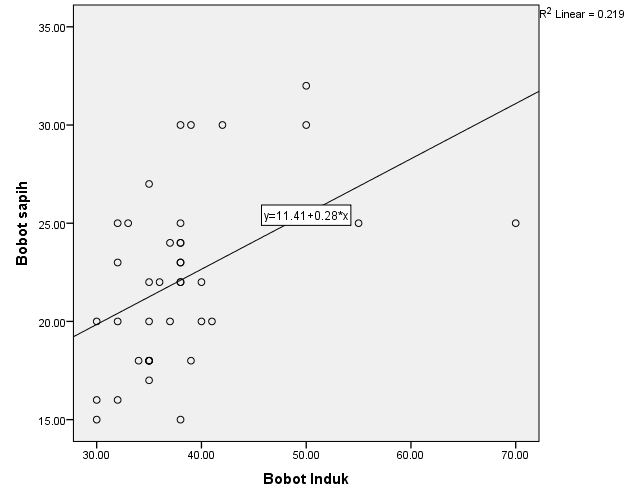 R2 Linear = 0.219
35.00
30.00
25.00
20.00
15.00
Bobot sapih
y=11.41+0.28*x
30.00
40.00
50.00
60.00
70.00
Bobot Induk